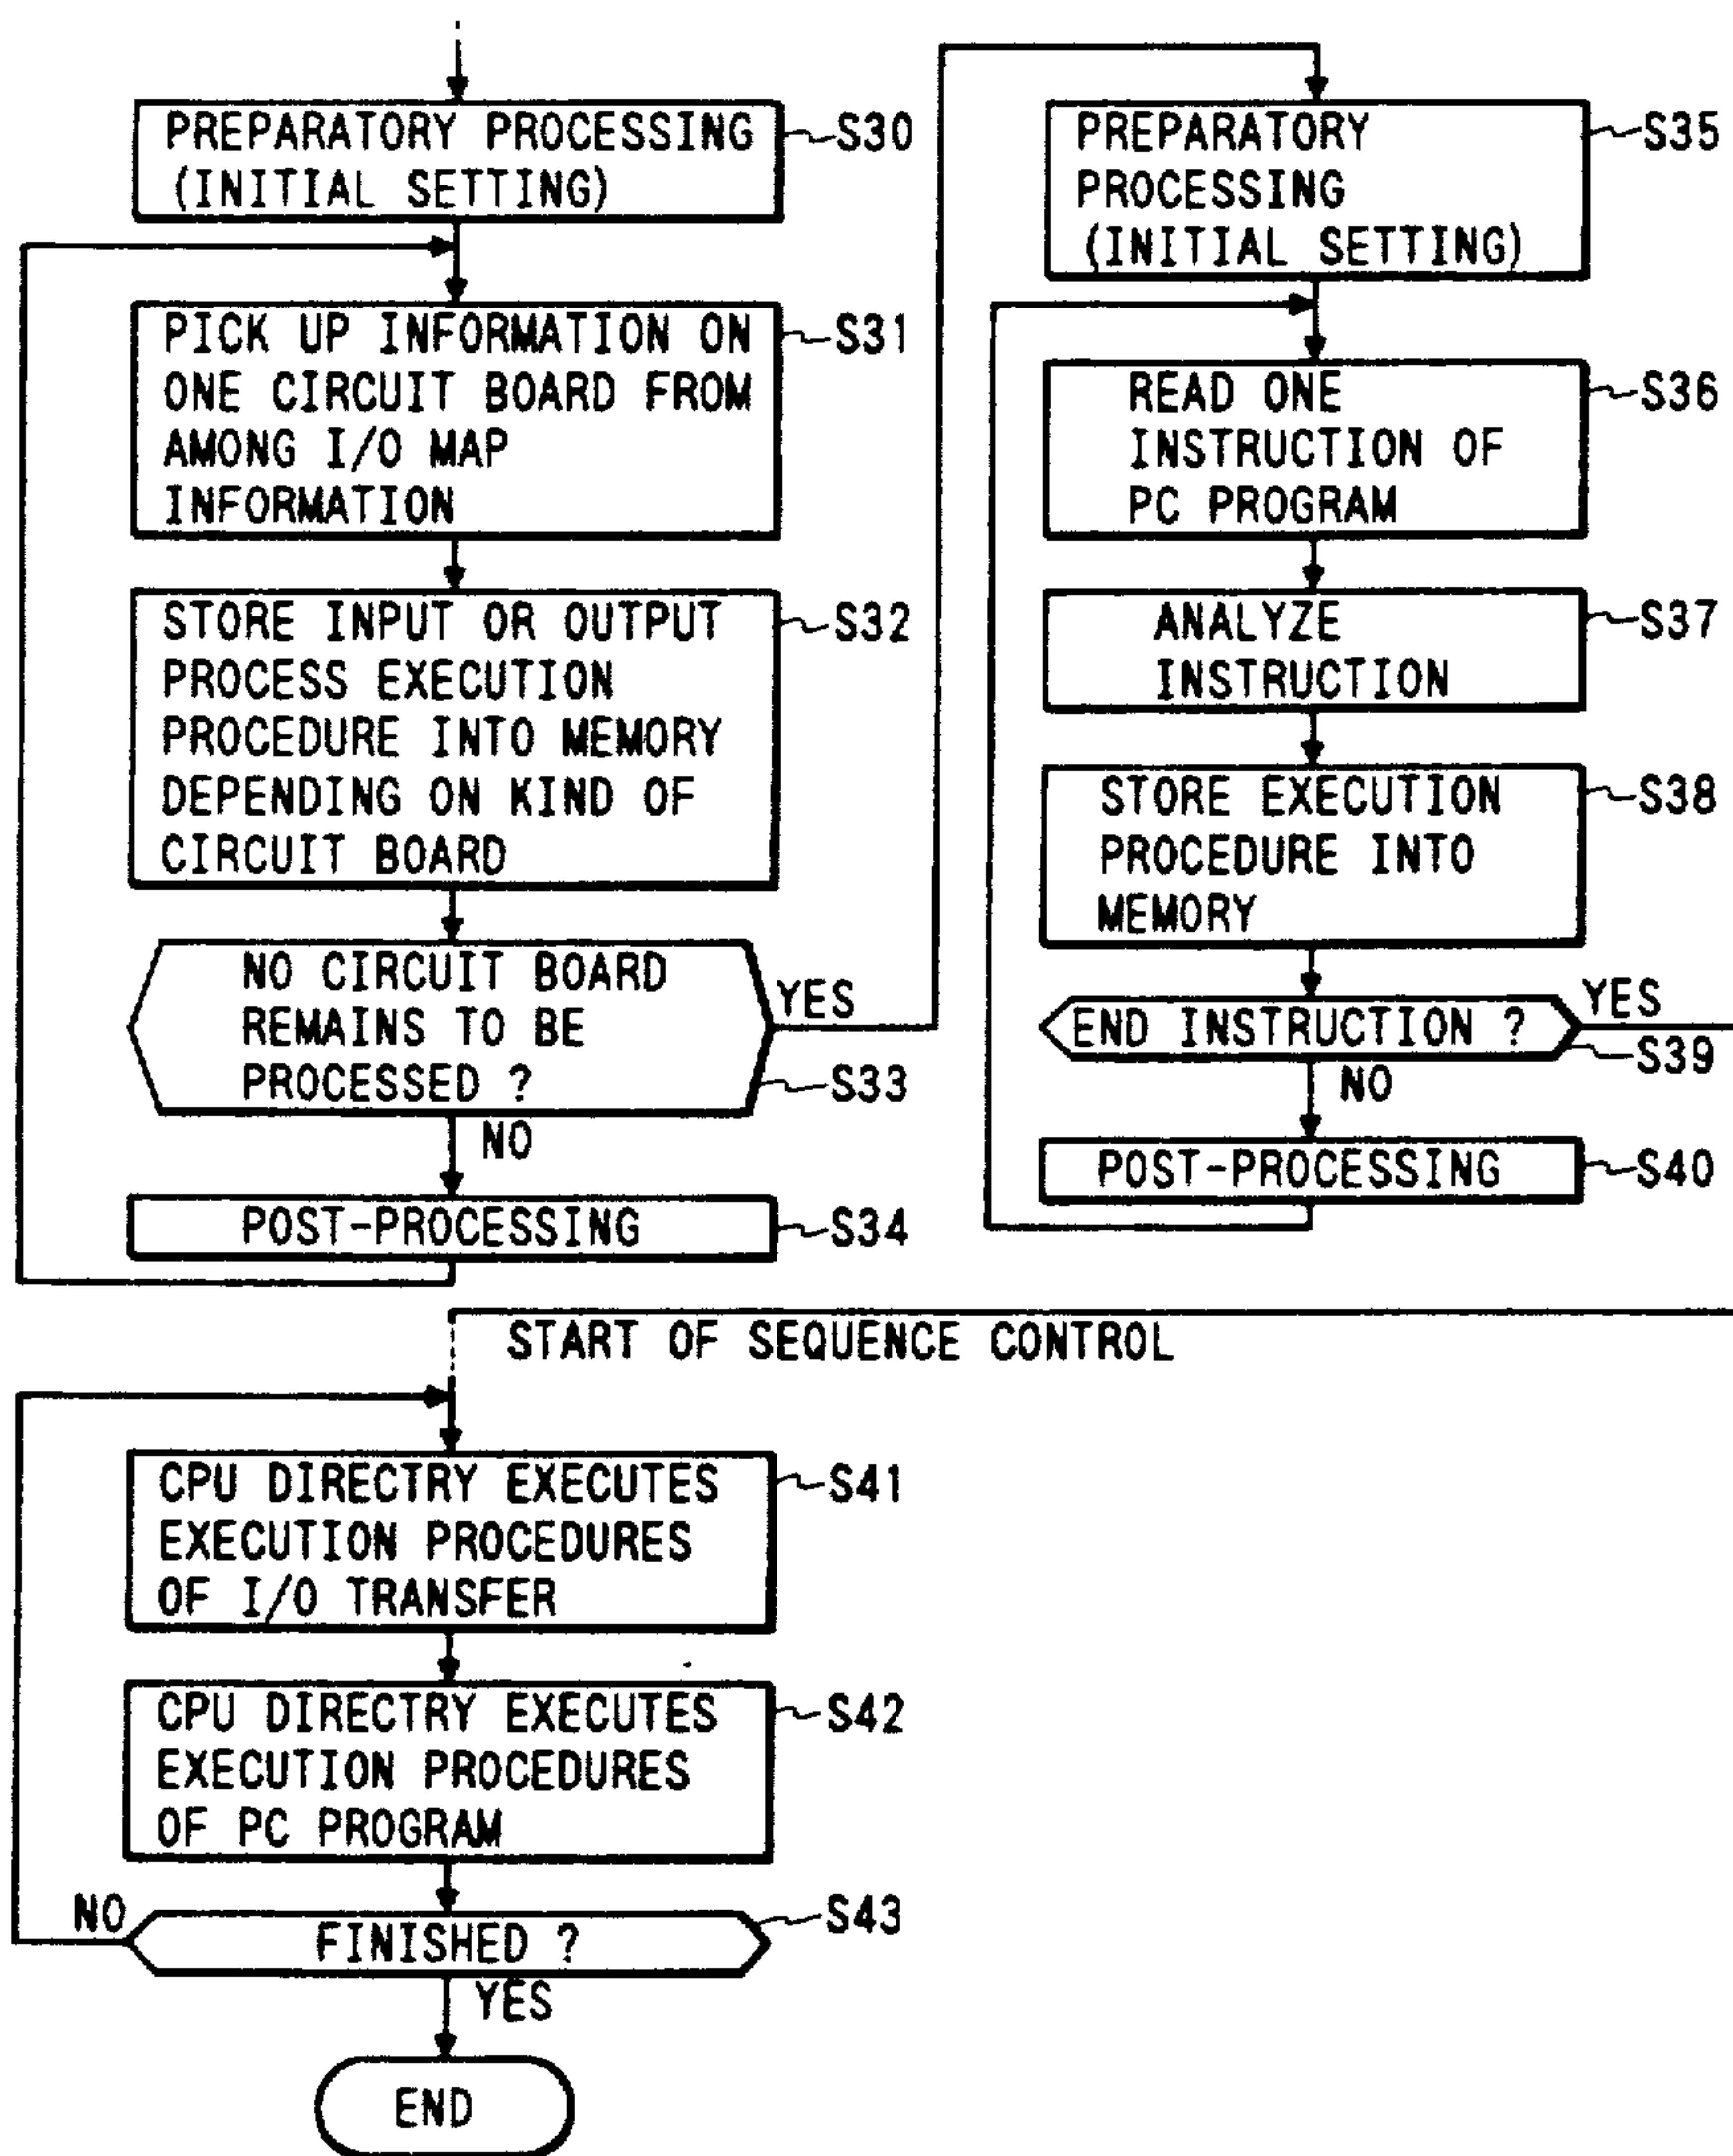 PREPARATORY PROCESSING
(INITIAL SETTING)
S30
PICK UP INFORMATION ON
ONE CIRCUIT BOARD FROM
AMONG I/O MAP
INFORMATION
S31
STORE INPUT OR OUTPUT
PROCESS EXECUTION
PROCEDURE INTO MEMORY
DEPENDING ON KIND OF
CIRCUIT BOARD
S32
NO CIRCUIT BOARD
REMAINS TO BE
PROCESSED ?
YES
S33
NO
POST-PROCESSING
S34
PREPARATORY
PROCESSING
(INITIAL SETTING)
S35
READ ONE
INSTRUCTION OF
PC PROGRAM
S36
ANALYZE
INSTRUCTION
S37
STORE EXECUTION
PROCEDURE INTO
MEMORY
S38
END INSTRUCTION ?
YES
S39
NO
POST-PROCESSING
S40
START OF SEQUENCE CONTROL
CPU DIRECTRY EXECUTES
EXECUTION PROCEDURES
OF I/O TRANSFER
S41
CPU DIRECTRY EXECUTES
EXECUTION PROCEDURES
OF PC PROGRAM
S42
NO
FINISHED ?
S43
YES
END